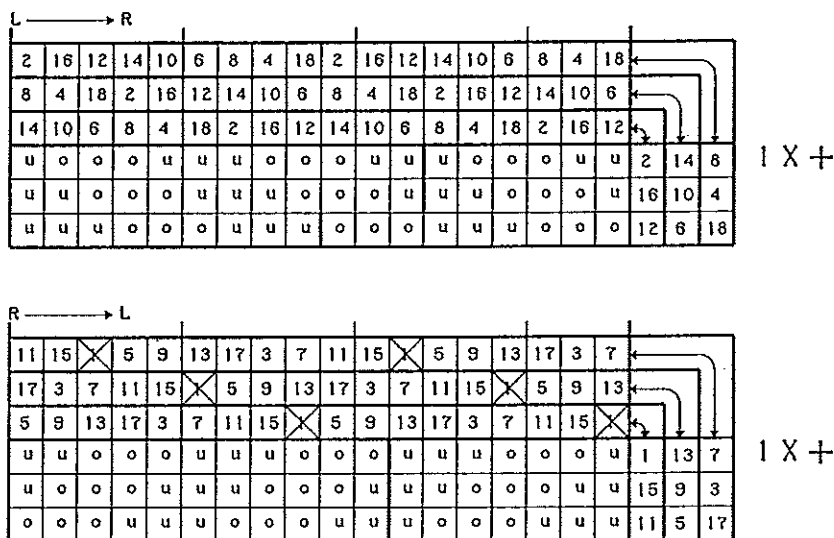 L R
2 16 12 14 10 6 8 4 18 2 16 12 14 10 6 8 4 18
8 4 18 2 16 12 14 10 6 8 4 18 2 16 12 14 10 6
14 10 6 8 4 18 2 16 12 14 10 6 8 4 18 2 16 12
u o o o u u u o o o u u u o o o u u 2 14 8 1 X +
u u o o o u u u o o o u u u o o o u 16 10 4
u u u o o o u u u o o o u u u o o o 12 6 18
R L
11 15 1 5 9 13 17 3 7 11 15 1 5 9 13 17 3 7
17 3 7 11 15 1 5 9 13 17 3 7 11 15 1 5 9 13
5 9 13 17 3 7 11 15 1 5 9 13 17 3 7 11 15 1
u u o o o u u u o o o u u u o o o u 1 13 7 1 X +
u o o o u u u o o o u u u o o o u u 15 9 3
o o o u u u o o o u u u o o o u u u 11 5 17